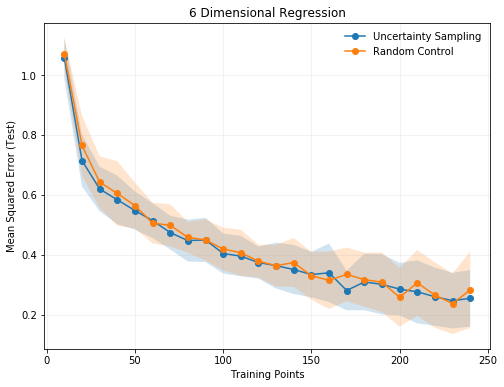 6 Dimensional Regression
Uncertainty Sampling
Random Control
Mean Squared Error (Test)
1.0
0.8
0.6
0.4
0.2
0
50
100
150
200
250
Training Points